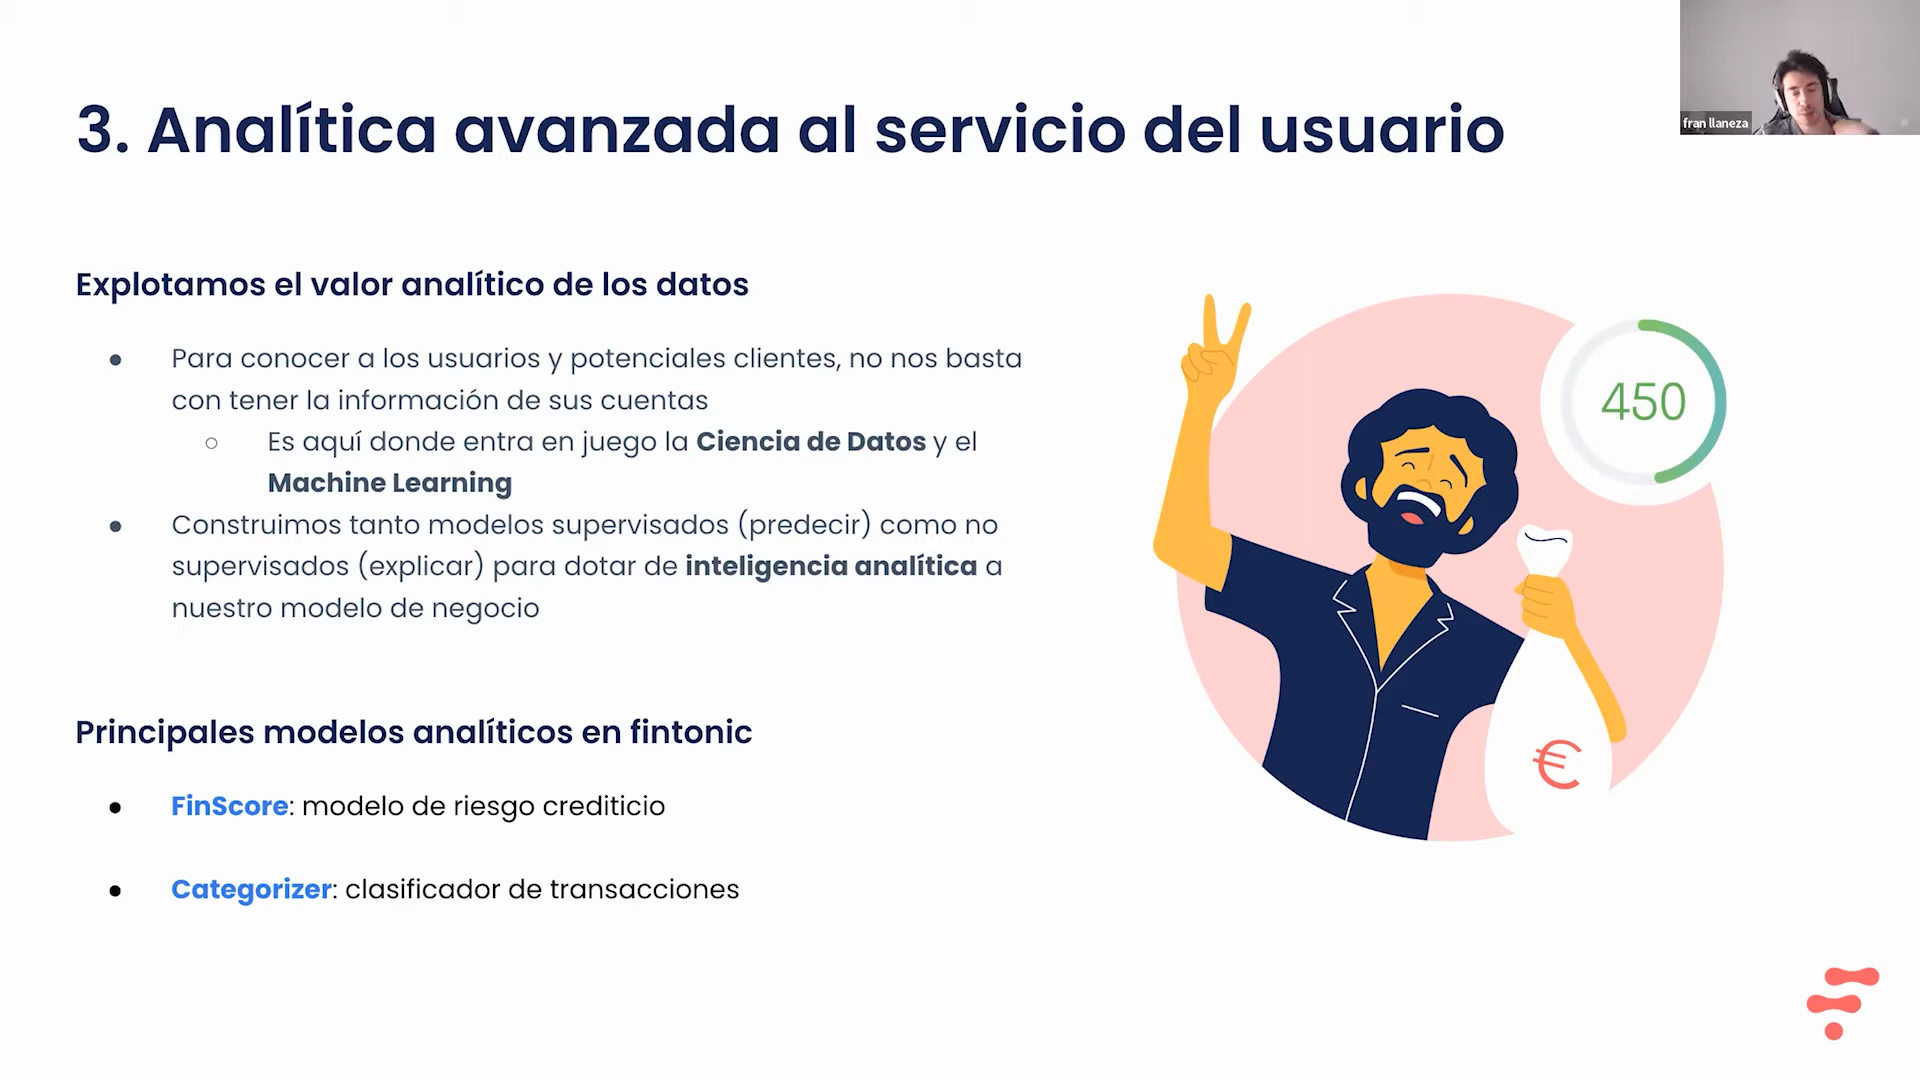 3. Analítica avanzada al servicio del usuario
fran llaneza
Explotamos el valor analítico de los datos
● Para conocer a los usuarios y potenciales clientes, no nos basta
con tener la información de sus cuentas
○ Es aquí donde entra en juego la Ciencia de Datos y el
Machine Learning
● Construimos tanto modelos supervisados (predecir) como no
supervisados (explicar) para dotar de inteligencia analítica a
nuestro modelo de negocio
450
€
Principales modelos analíticos en fintonic
● FinScore: modelo de riesgo crediticio
● Categorizer: clasificador de transacciones